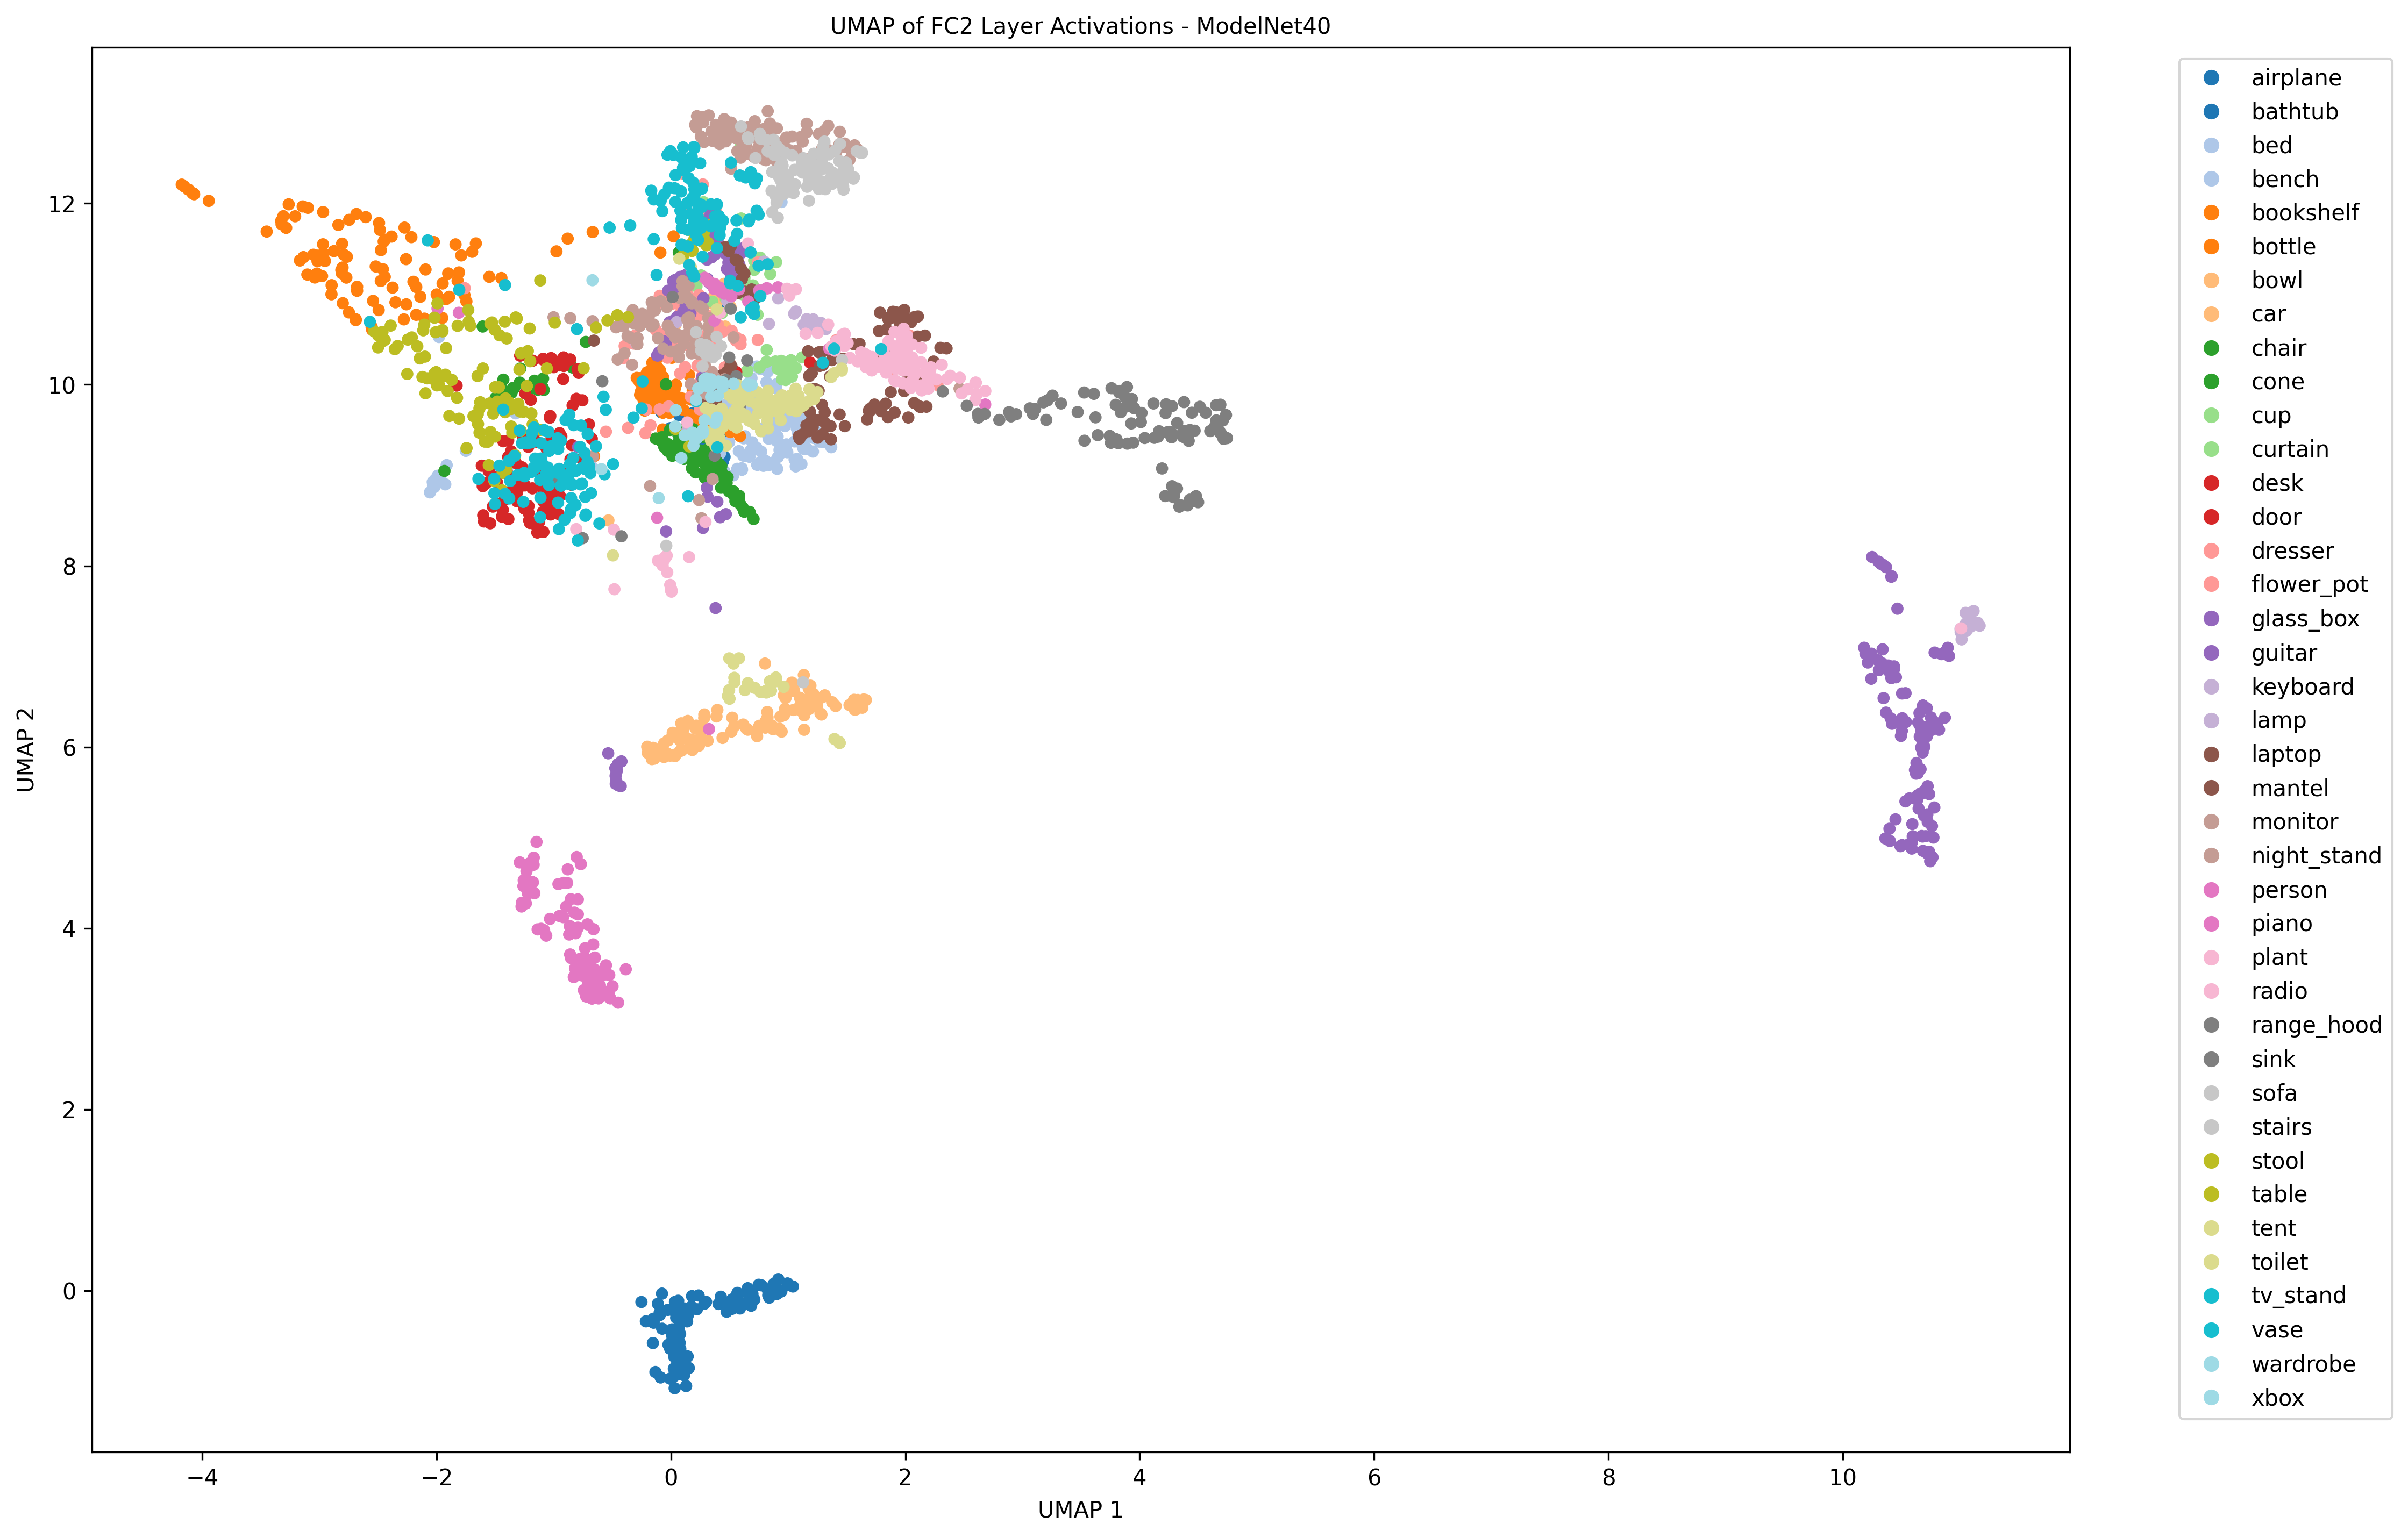 UMAP of FC2 Layer Activations - ModelNet40
12
10
8
6
4
2
0
UMAP 2
−4
−2
0
2
4
6
8
10
UMAP 1
airplane
bathtub
bed
bench
bookshelf
bottle
bowl
car
chair
cone
cup
curtain
desk
door
dresser
flower_pot
glass_box
guitar
keyboard
lamp
laptop
mantel
monitor
night_stand
person
piano
plant
radio
range_hood
sink
sofa
stairs
stool
table
tent
toilet
tv_stand
vase
wardrobe
xbox